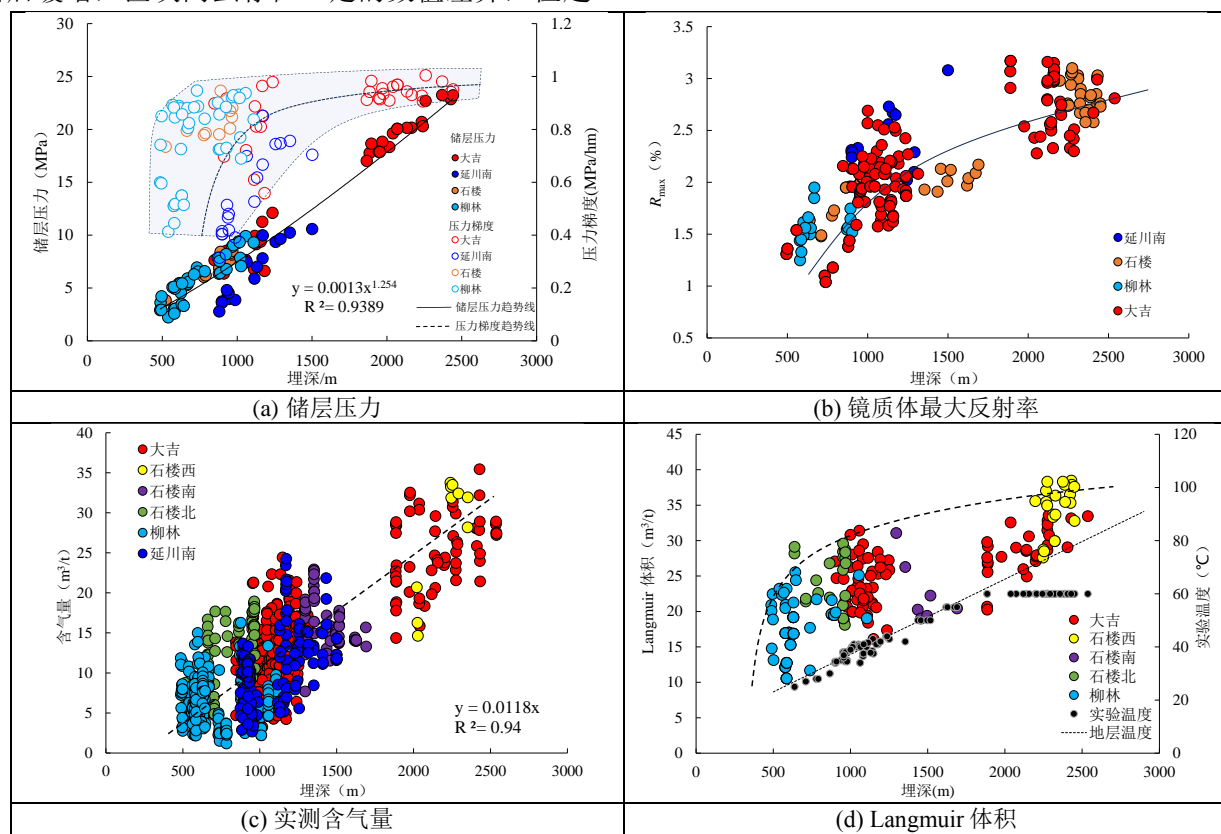 的数值差异
30
25
20
15
10
5
0
储层压力（MPa）
1.2
1
0.8
0.6
0.4
0.2
0
压力梯度(MPa/hm)
储层压力
大吉
延川南
石楼
柳林
压力梯度
大吉
延川南
石楼
柳林
y = 0.0013x^1.254
R ²= 0.9389
储层压力趋势线
压力梯度趋势线
0 500 1000 1500 2000 2500 3000
埋深/m
3.5
3
2.5
2
1.5
1
0.5
Rmax（%）
延川南
石楼
柳林
大吉
0 500 1000 1500 2000 2500 3000
埋深（m）
(a) 储层压力
(b) 镜质体最大反射率
40
35
30
25
20
15
10
5
0
含气量（m³/t）
大吉
石楼西
石楼南
石楼北
柳林
延川南
y = 0.0118x
R ²= 0.94
0 500 1000 1500 2000 2500 3000
埋深（m）
45
40
35
30
25
20
15
10
5
0
Langmuir 体积（m³/t）
120
100
80
60
40
20
0
实验温度（℃）
大吉
石楼西
石楼南
石楼北
柳林
实验温度
地层温度
0 500 1000 1500 2000 2500 3000
埋深(m)
(c) 实测含气量
(d) Langmuir 体积